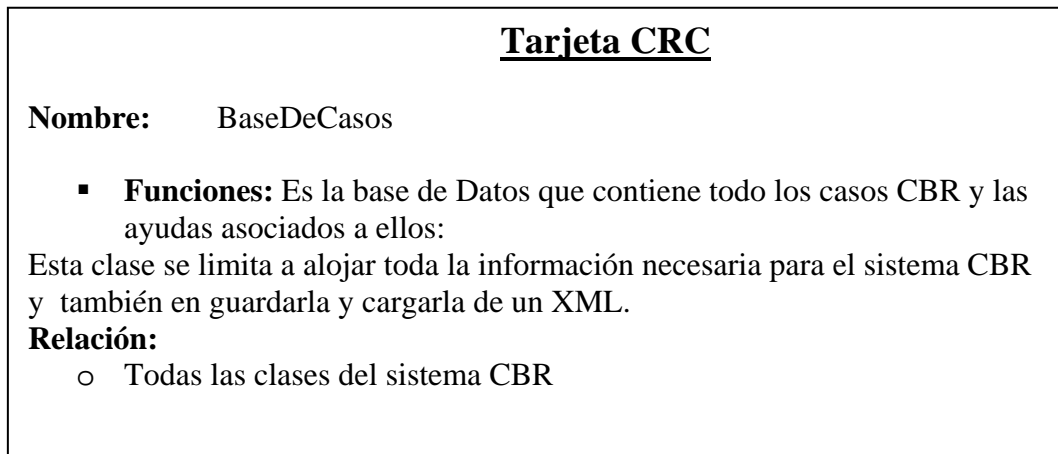 Tarjeta CRC
Nombre: BaseDeCasos
▪ Funciones: Es la base de Datos que contiene todo los casos CBR y las
ayudas asociados a ellos:
Esta clase se limita a alojar toda la información necesaria para el sistema CBR
y también en guardarla y cargarla de un XML.
Relación:
o Todas las clases del sistema CBR